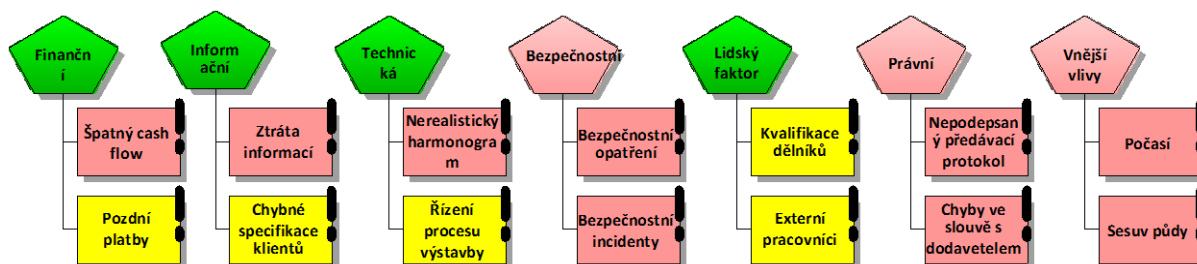 Finančn
í
Inform
ační
Technic
ká
Bezpečnostní
Lidský
faktor
Právní
Vnější
vlivy
Špatný cash
flow
Ztráta
informací
Nerealistický
harmonogra
m
Bezpečnostní
opatření
Kvalifikace
dělníků
Nepodepsan
ý předávací
protokol
Počasí
Pozdní
platby
Chybné
specifikace
klientů
Řízení
procesu
výstavby
Bezpečnostní
incidenty
Externí
pracovníci
Chyby ve
slouvě s
dodavatelem
Sesuv půdy